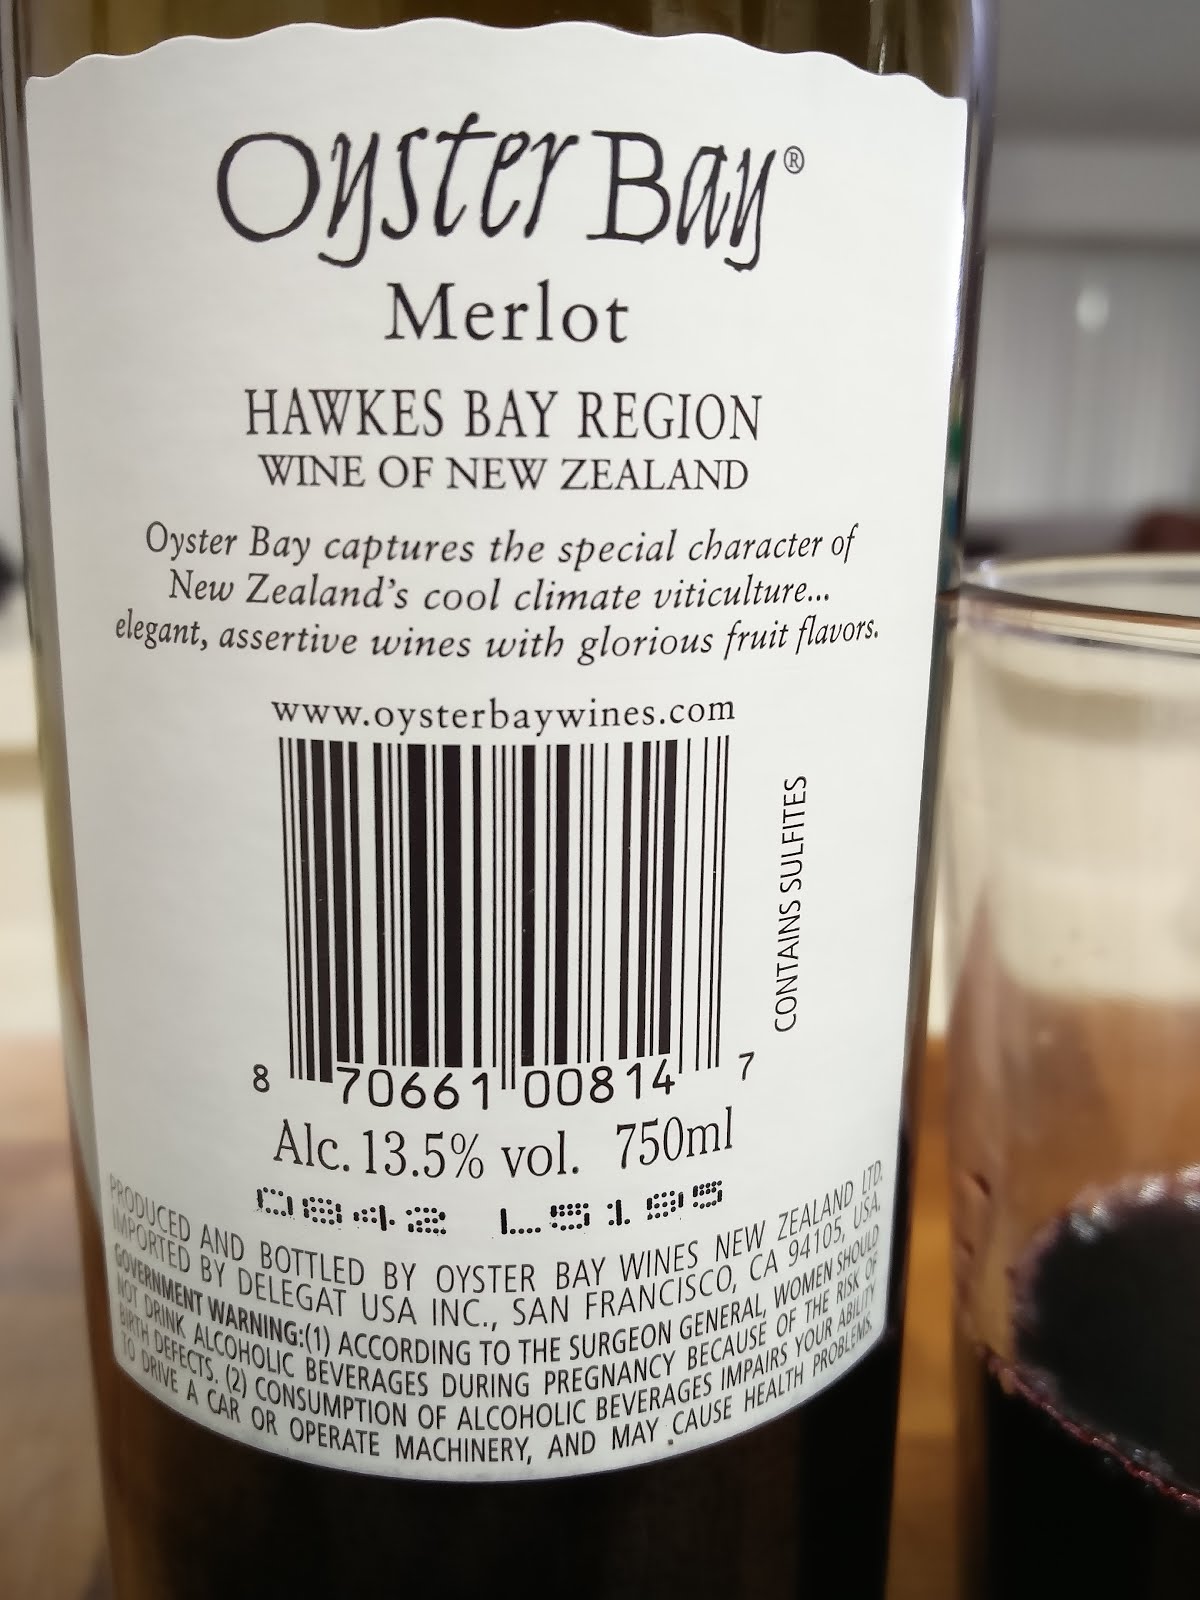 Oyster Bay®
Merlot
HAWKES BAY REGION
WINE OF NEW ZEALAND
Oyster Bay captures the special character of
New Zealand's cool climate viticulture...
elegant, assertive wines with glorious fruit flavors.
www.oysterbaywines.com
CONTAINS SULFITES
8 70661 00814 7
Alc. 13.5% vol. 750ml
0842 L5195
PRODUCED AND BOTTLED BY OYSTER BAY WINES NEW ZEALAND LTD.
IMPORTED BY DELEGAT USA INC., SAN FRANCISCO, CA 94105, USA.
GOVERNMENT WARNING:(1) ACCORDING TO THE SURGEON GENERAL, WOMEN SHOULD
NOT DRINK ALCOHOLIC BEVERAGES DURING PREGNANCY BECAUSE OF THE RISK OF
BIRTH DEFECTS. (2) CONSUMPTION OF ALCOHOLIC BEVERAGES IMPAIRS YOUR ABILITY
TO DRIVE A CAR OR OPERATE MACHINERY, AND MAY CAUSE HEALTH PROBLEMS.